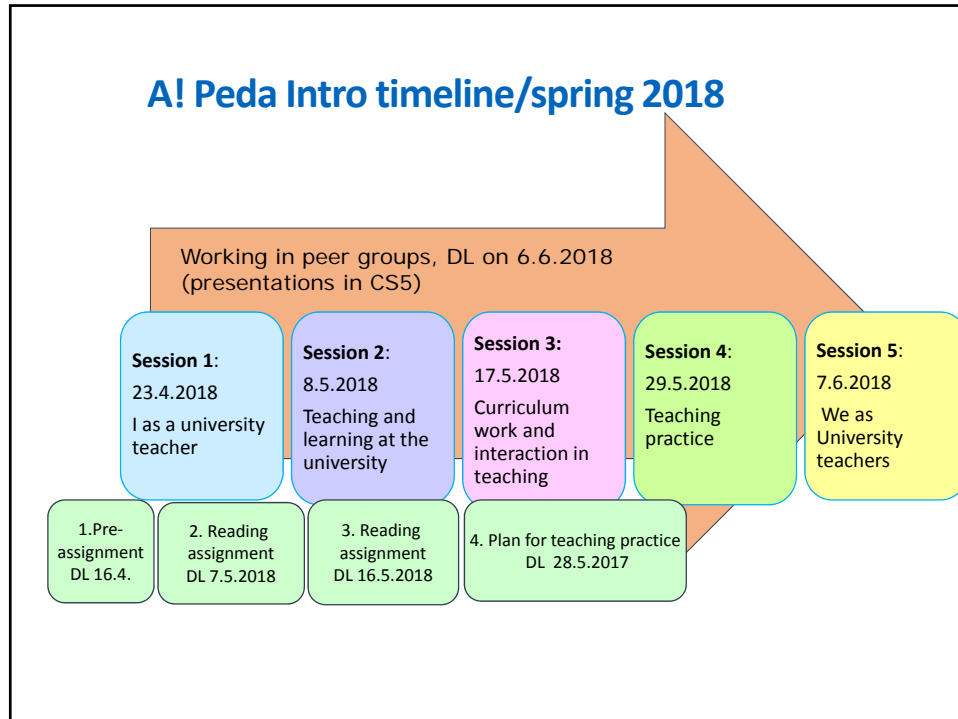 A! Peda Intro timeline/spring 2018
Working in peer groups, DL on 6.6.2018
(presentations in CS5)
Session 1:
23.4.2018
I as a university
teacher
Session 2:
8.5.2018
Teaching and
learning at the
university
Session 3:
17.5.2018
Curriculum
work and
interaction in
teaching
Session 4:
29.5.2018
Teaching
practice
Session 5:
7.6.2018
We as
University
teachers
1.Pre-
assignment
DL 16.4.
2. Reading
assignment
DL 7.5.2018
3. Reading
assignment
DL 16.5.2018
4. Plan for teaching practice
DL 28.5.2017